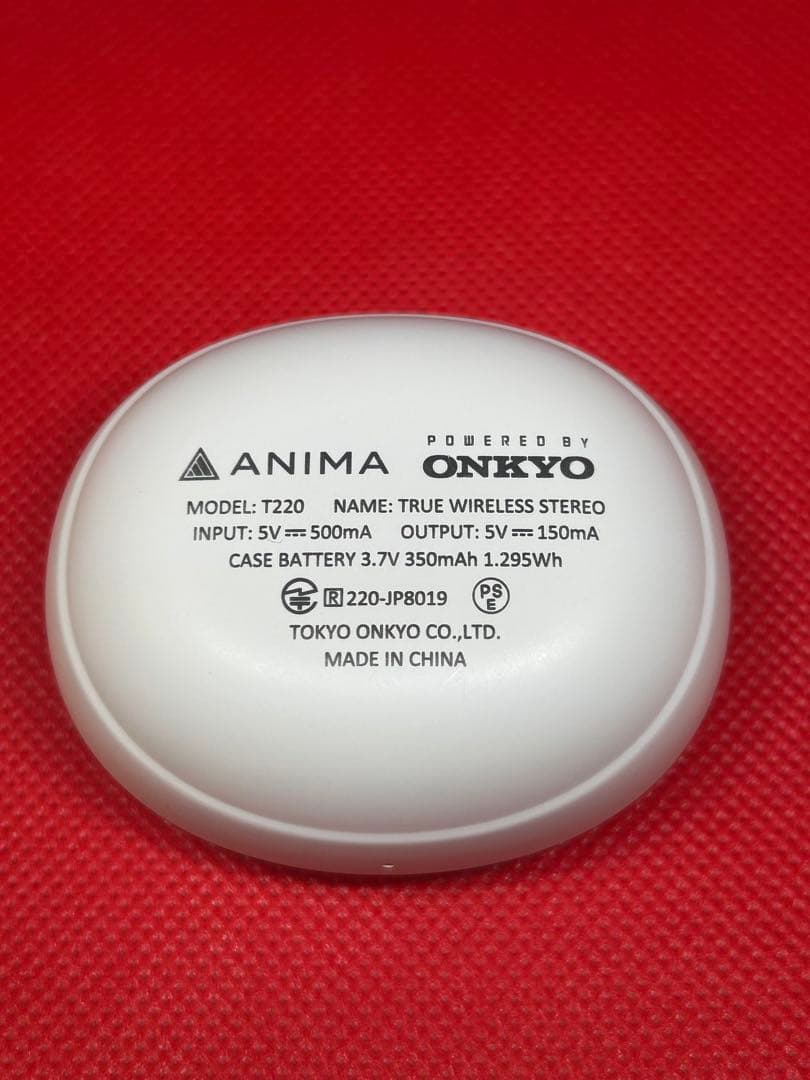 ANIMA POWERED BY ONKYO
MODEL: T220 NAME: TRUE WIRELESS STEREO
INPUT: 5V⎓500mA OUTPUT: 5V⎓150mA
CASE BATTERY 3.7V 350mAh 1.295Wh
R 220-JP8019 PSE
TOKYO ONKYO CO.,LTD.
MADE IN CHINA